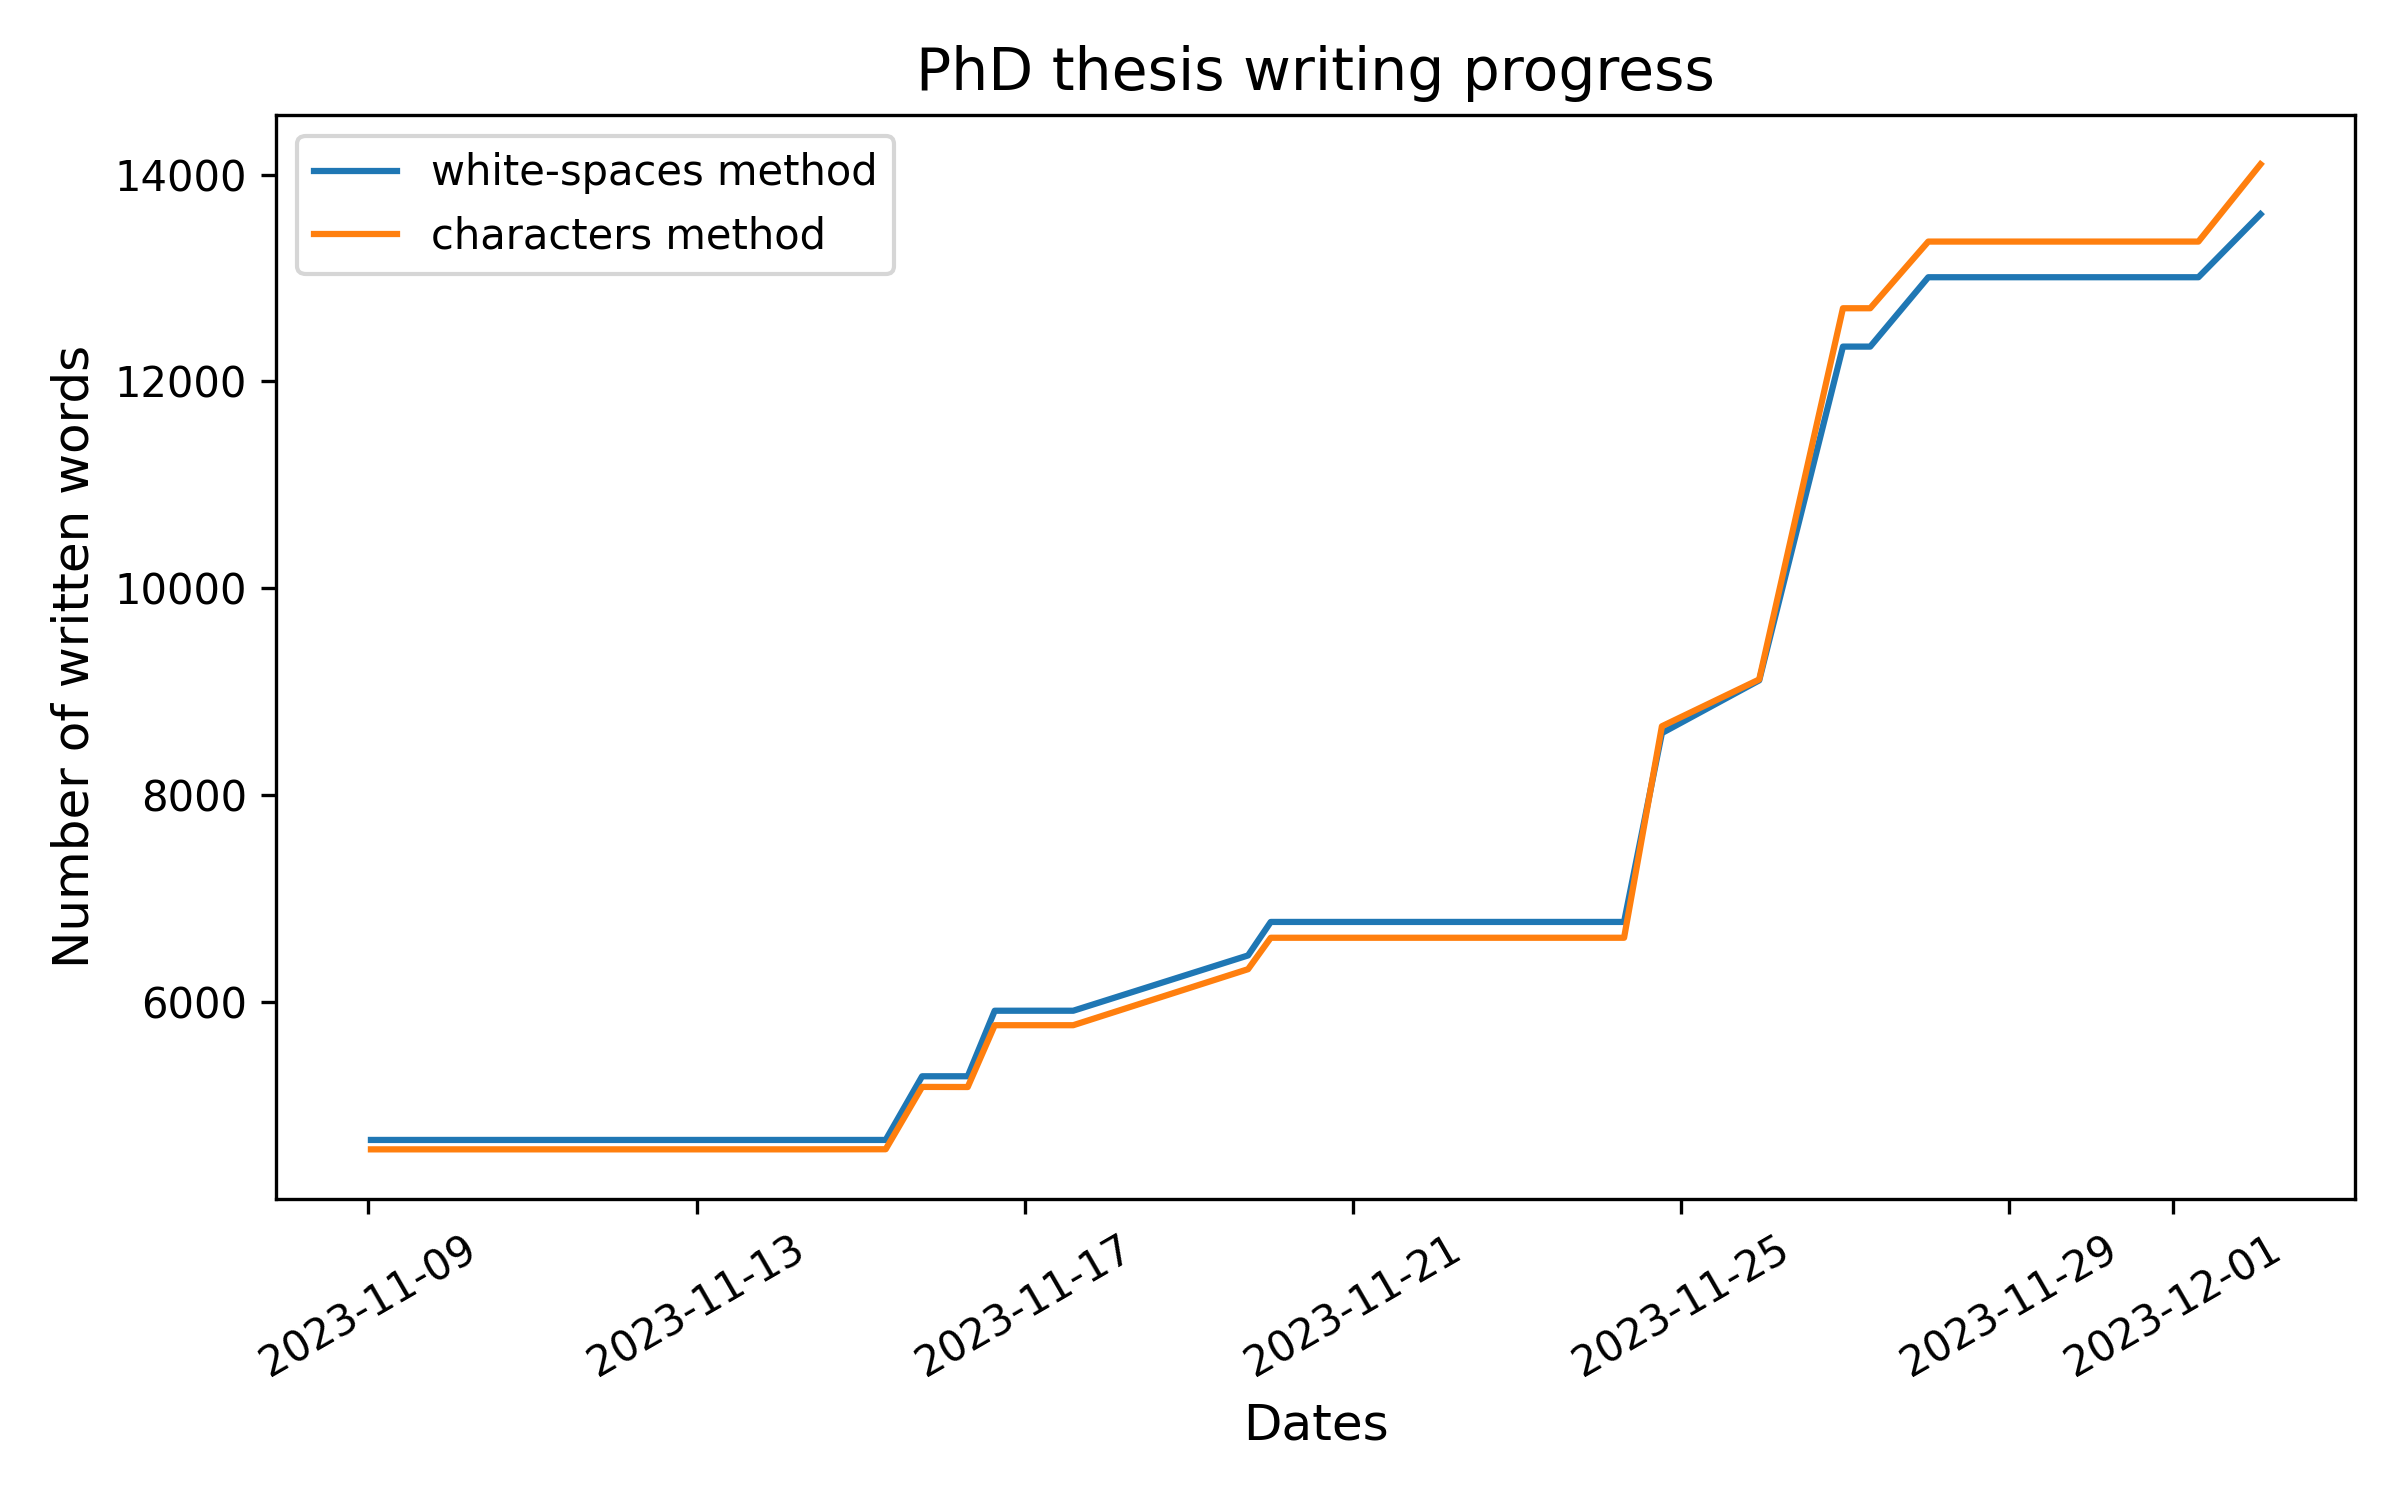 PhD thesis writing progress
white-spaces method
characters method
Number of written words
14000
12000
10000
8000
6000
2023-11-09
2023-11-13
2023-11-17
2023-11-21
2023-11-25
2023-11-29
2023-12-01
Dates